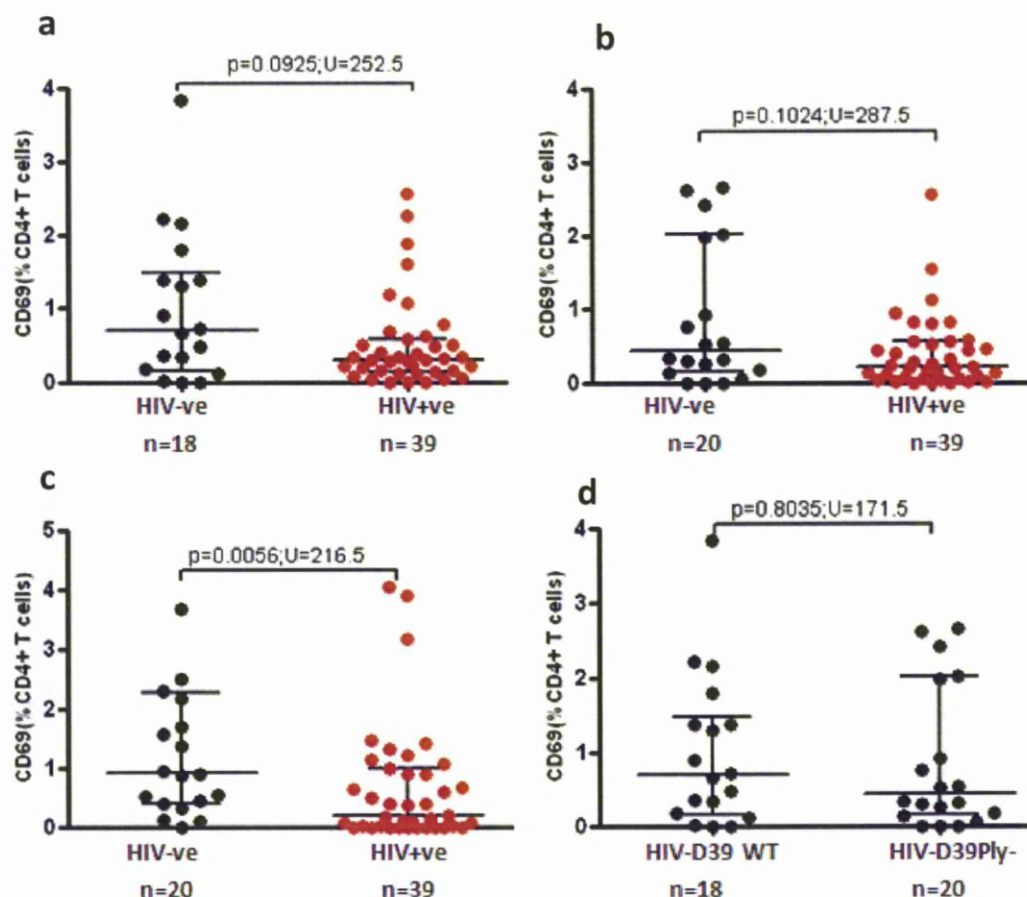 a
p=0.0925;U=252.5
CD69(% CD4+ T cells)
4
3
2
1
0
HIV-ve
HIV+ve
n=18
n=39
b
p=0.1024;U=287.5
CD69(% CD4+ T cells)
4
3
2
1
0
HIV-ve
HIV+ve
n=20
n=39
c
p=0.0056;U=216.5
CD69(% CD4+ T cells)
5
4
3
2
1
0
HIV-ve
HIV+ve
n=20
n=39
d
p=0.8035;U=171.5
CD69(% CD4+ T cells)
4
3
2
1
0
HIV-D39 WT
HIV-D39Ply-
n=18
n=20